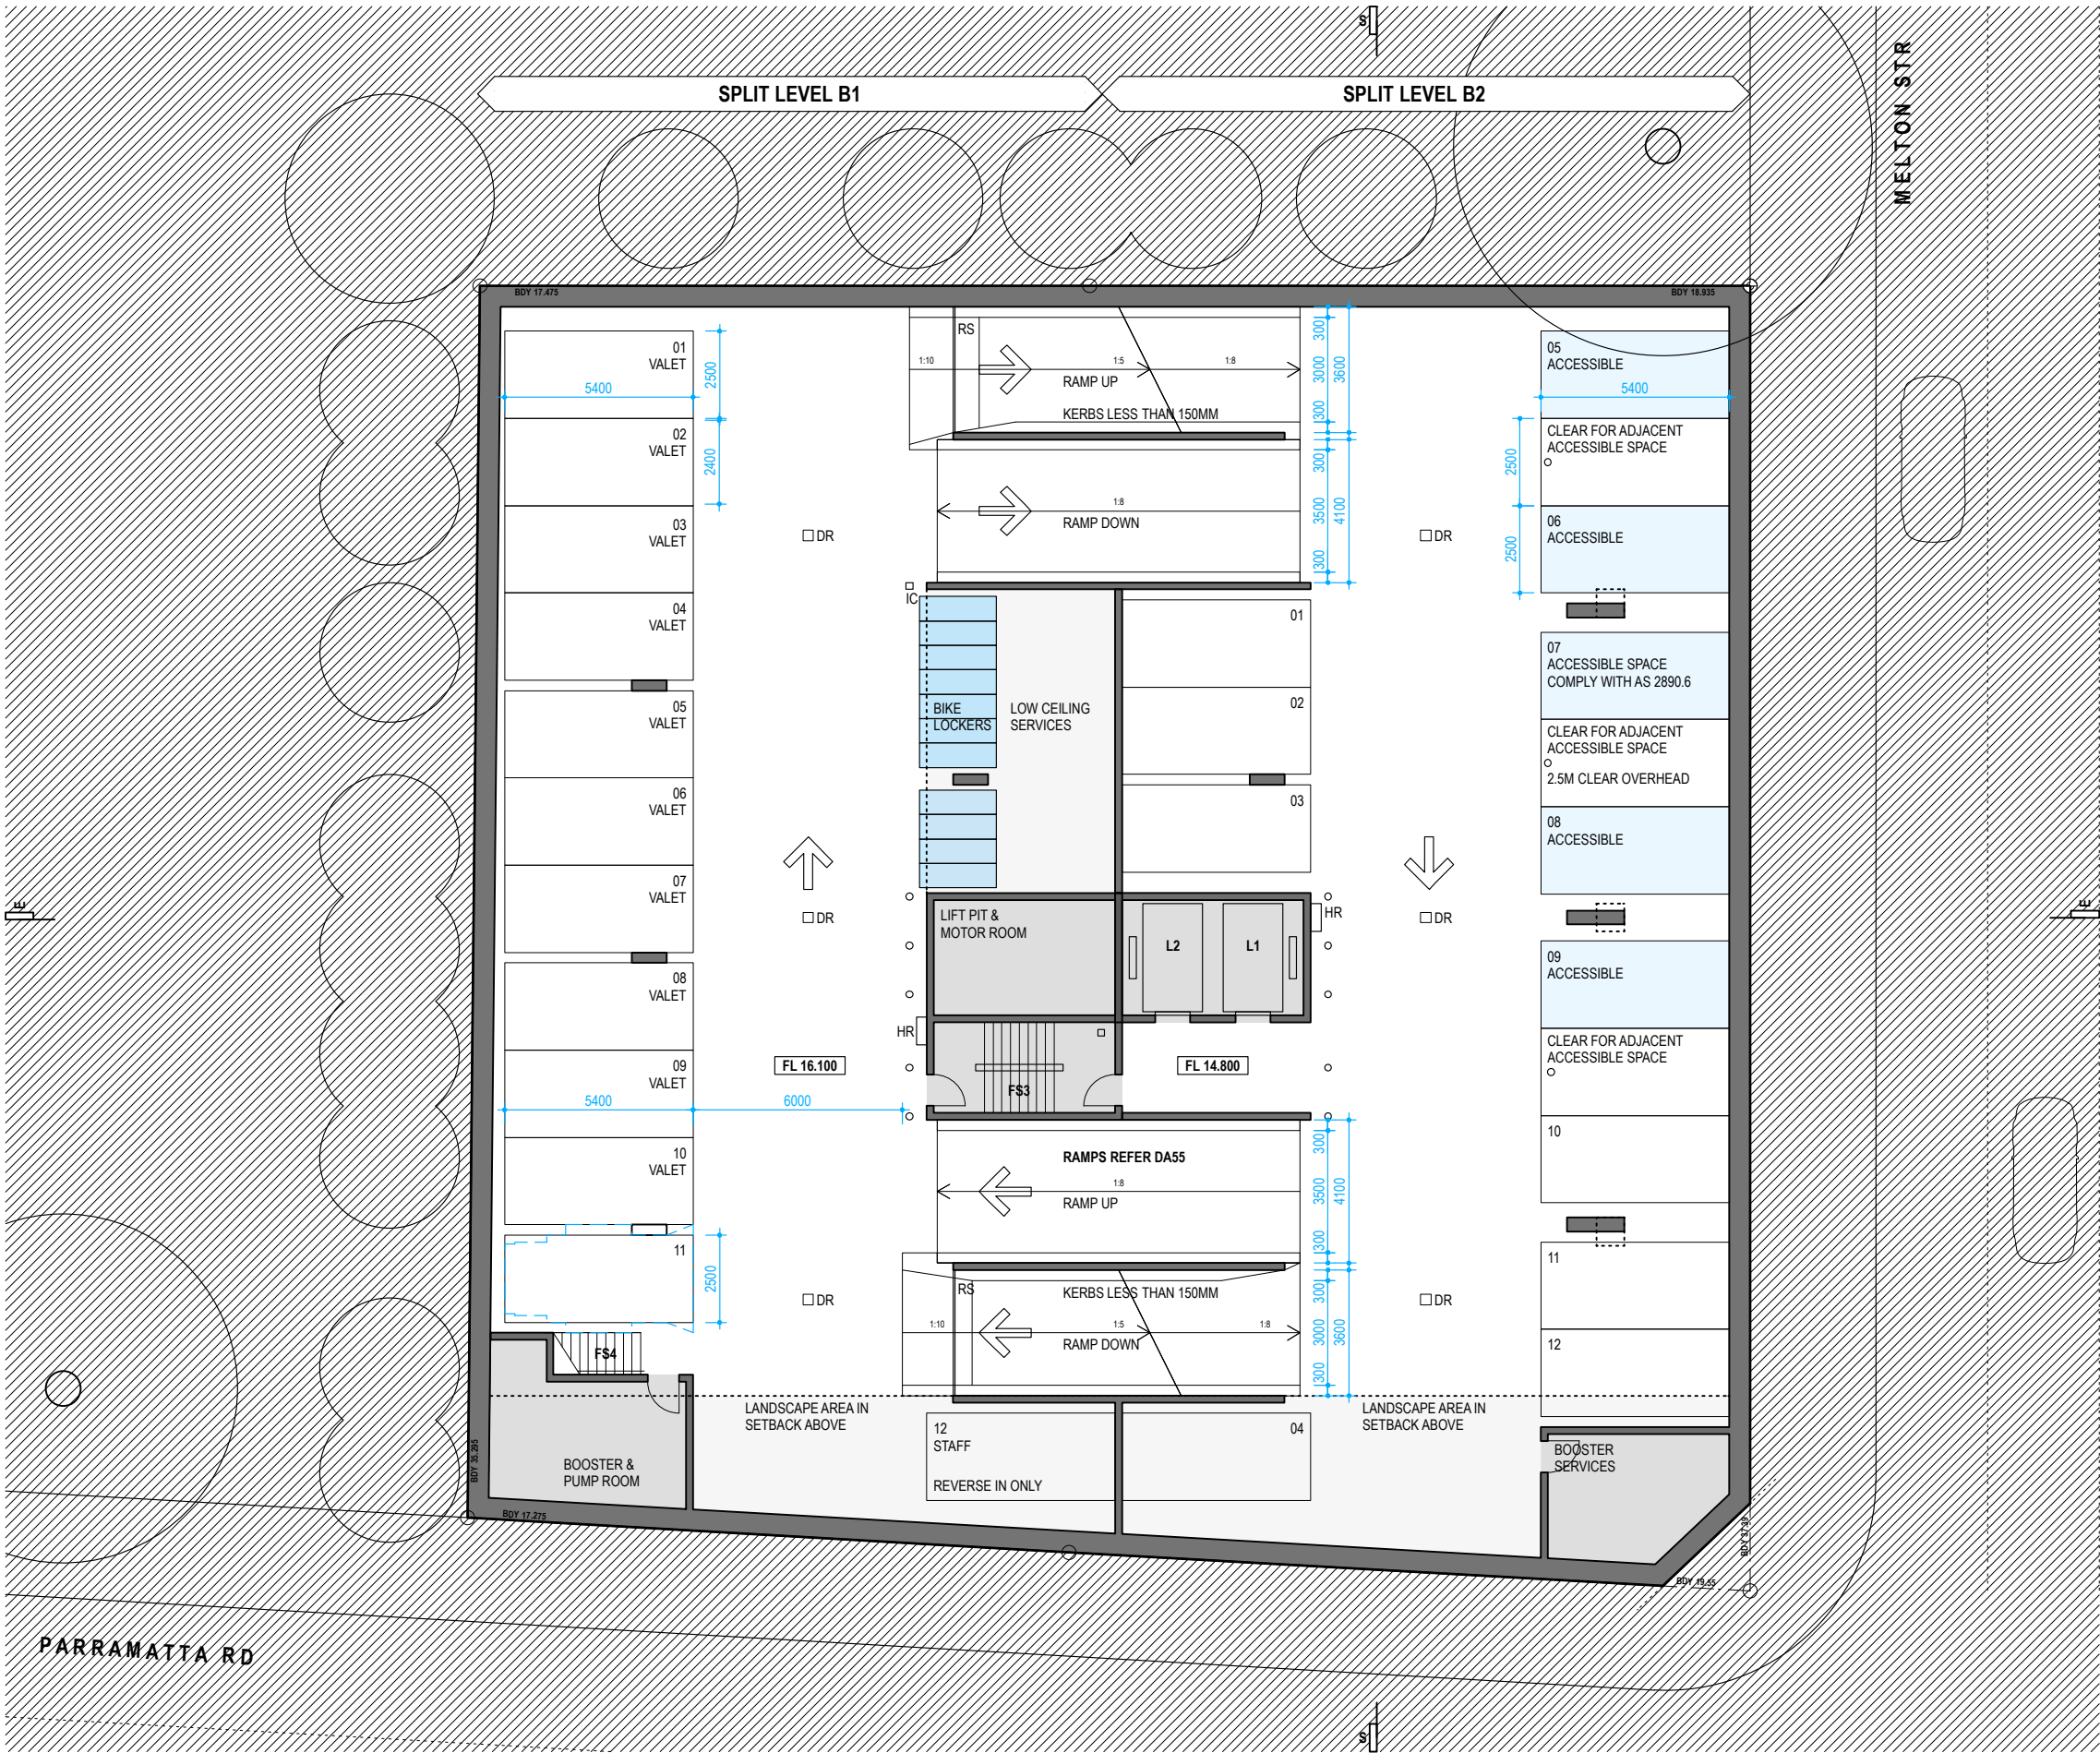 S
MELTON STR
SPLIT LEVEL B1
SPLIT LEVEL B2
BDY 17.475
BDY 18.935
01
VALET
2500
5400
02
VALET
2400
03
VALET
04
VALET
05
VALET
06
VALET
07
VALET
08
VALET
09
VALET
5400
6000
10
VALET
11
2500
FS4
BOOSTER &
PUMP ROOM
BDY 35.295
BDY 17.275
DR
DR
DR
FL 16.100
RS
1:10
1:5
1:8
RAMP UP
KERBS LESS THAN 150MM
300
3000
300
3600
1:8
RAMP DOWN
300
3500
300
4100
IC
BIKE
LOCKERS
LOW CEILING
SERVICES
01
02
03
LIFT PIT &
MOTOR ROOM
L2
L1
HR
HR
FS3
FL 14.800
RAMPS REFER DA55
1:8
RAMP UP
300
3500
300
4100
RS
KERBS LESS THAN 150MM
1:10
1:5
1:8
RAMP DOWN
300
3000
300
3600
LANDSCAPE AREA IN
SETBACK ABOVE
12
STAFF
REVERSE IN ONLY
04
LANDSCAPE AREA IN
SETBACK ABOVE
DR
DR
DR
05
ACCESSIBLE
5400
CLEAR FOR ADJACENT
ACCESSIBLE SPACE
2500
06
ACCESSIBLE
2500
07
ACCESSIBLE SPACE
COMPLY WITH AS 2890.6
CLEAR FOR ADJACENT
ACCESSIBLE SPACE
2.5M CLEAR OVERHEAD
08
ACCESSIBLE
09
ACCESSIBLE
CLEAR FOR ADJACENT
ACCESSIBLE SPACE
10
11
12
BOOSTER
SERVICES
BDY 19.55
E
E
PARRAMATTA RD
S